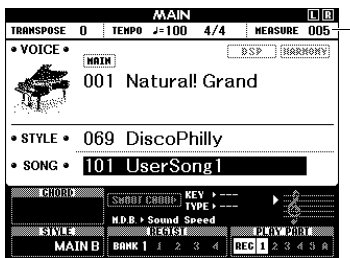 MAIN L R
TRANSPOSE 0 TEMPO ♩=100 4/4 MEASURE 005
• VOICE • MAIN DSP HARMONY
001 Natural! Grand
• STYLE • 069 DiscoPhilly
• SONG • 101 UserSong1
CHORD SMART CHORD KEY ▸ ---
TYPE ▸ ---
M.D.B. ▸ Sound Speed
STYLE REGIST PLAY PART
MAIN B BANK 1 1 2 3 4 REG 1 2 3 4 5 A